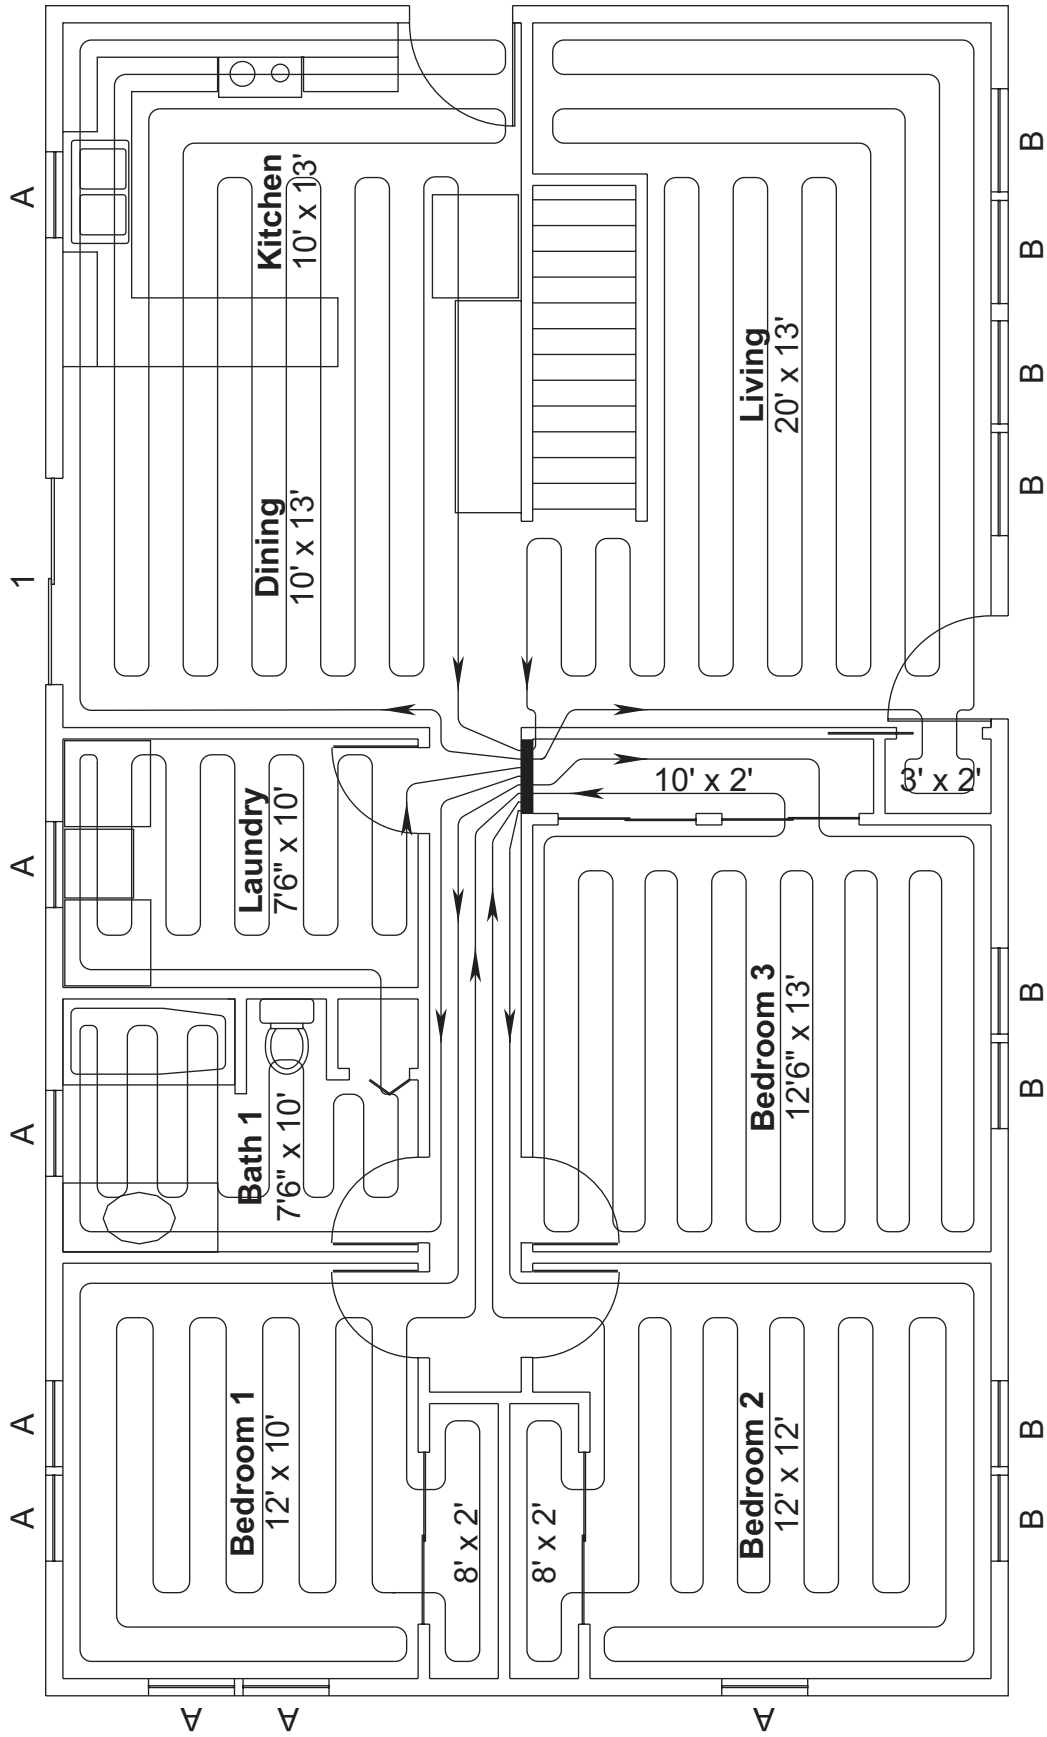 A
A
A
A
1
A
A
A
Bedroom 1
12' x 10'
Bath 1
7'6" x 10'
Laundry
7'6" x 10'
Dining
10' x 13'
Kitchen
10' x 13'
8' x 2'
8' x 2'
10' x 2'
3' x 2'
A
Bedroom 2
12' x 12'
Bedroom 3
12'6" x 13'
Living
20' x 13'
B
B
B
B
B
B
B
B